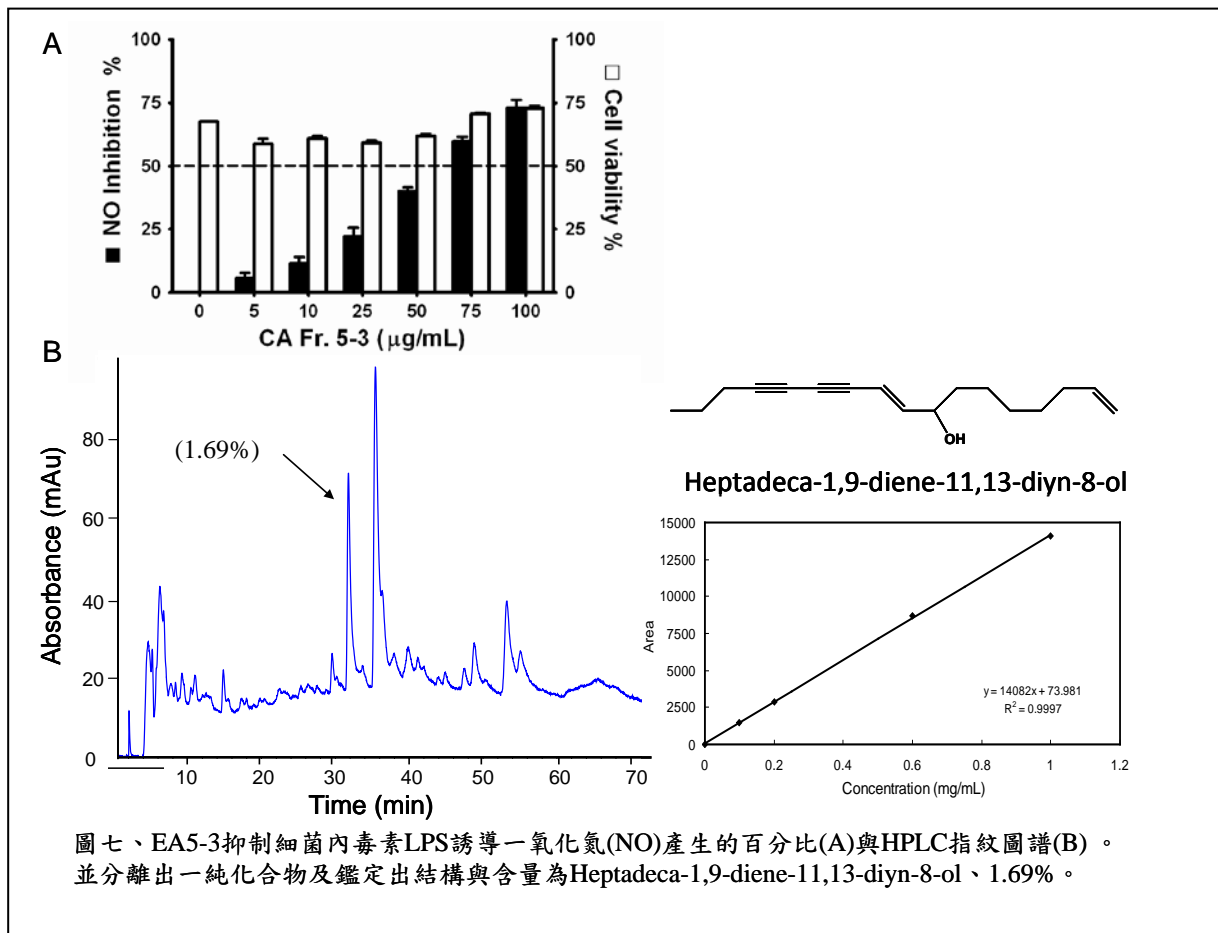 A
100
75
50
25
0
■ NO Inhibition %
100
75
50
25
0
□ Cell viability %
0 5 10 25 50 75 100
CA Fr. 5-3 (μg/mL)
B
80
60
40
20
0
Absorbance (mAu)
(1.69%)
10 20 30 40 50 60 70
Time (min)
OH
Heptadeca-1,9-diene-11,13-diyn-8-ol
15000
12500
10000
7500
5000
2500
0
Area
y = 14082x + 73.981
R² = 0.9997
0 0.2 0.4 0.6 0.8 1 1.2
Concentration (mg/mL)
圖七、EA5-3抑制細菌內毒素LPS誘導一氧化氮(NO)產生的百分比(A)與HPLC指紋圖譜(B) 。
並分離出一純化合物及鑑定出結構與含量為Heptadeca-1,9-diene-11,13-diyn-8-ol、1.69%。